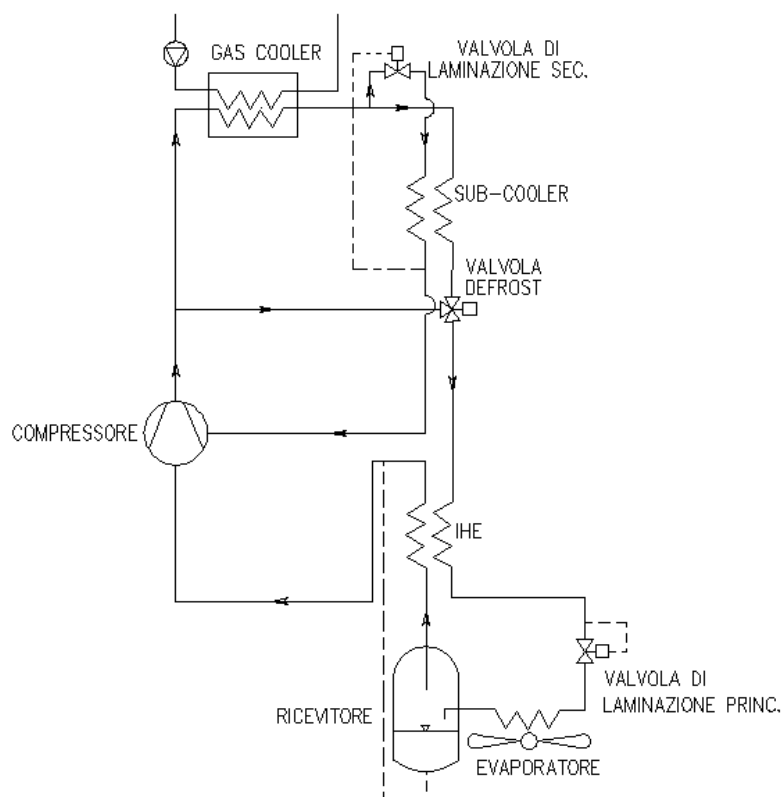 GAS COOLER
VALVOLA DI
LAMINAZIONE SEC.
SUB-COOLER
VALVOLA
DEFROST
COMPRESSORE
IHE
VALVOLA DI
LAMINAZIONE PRINC.
RICEVITORE
EVAPORATORE